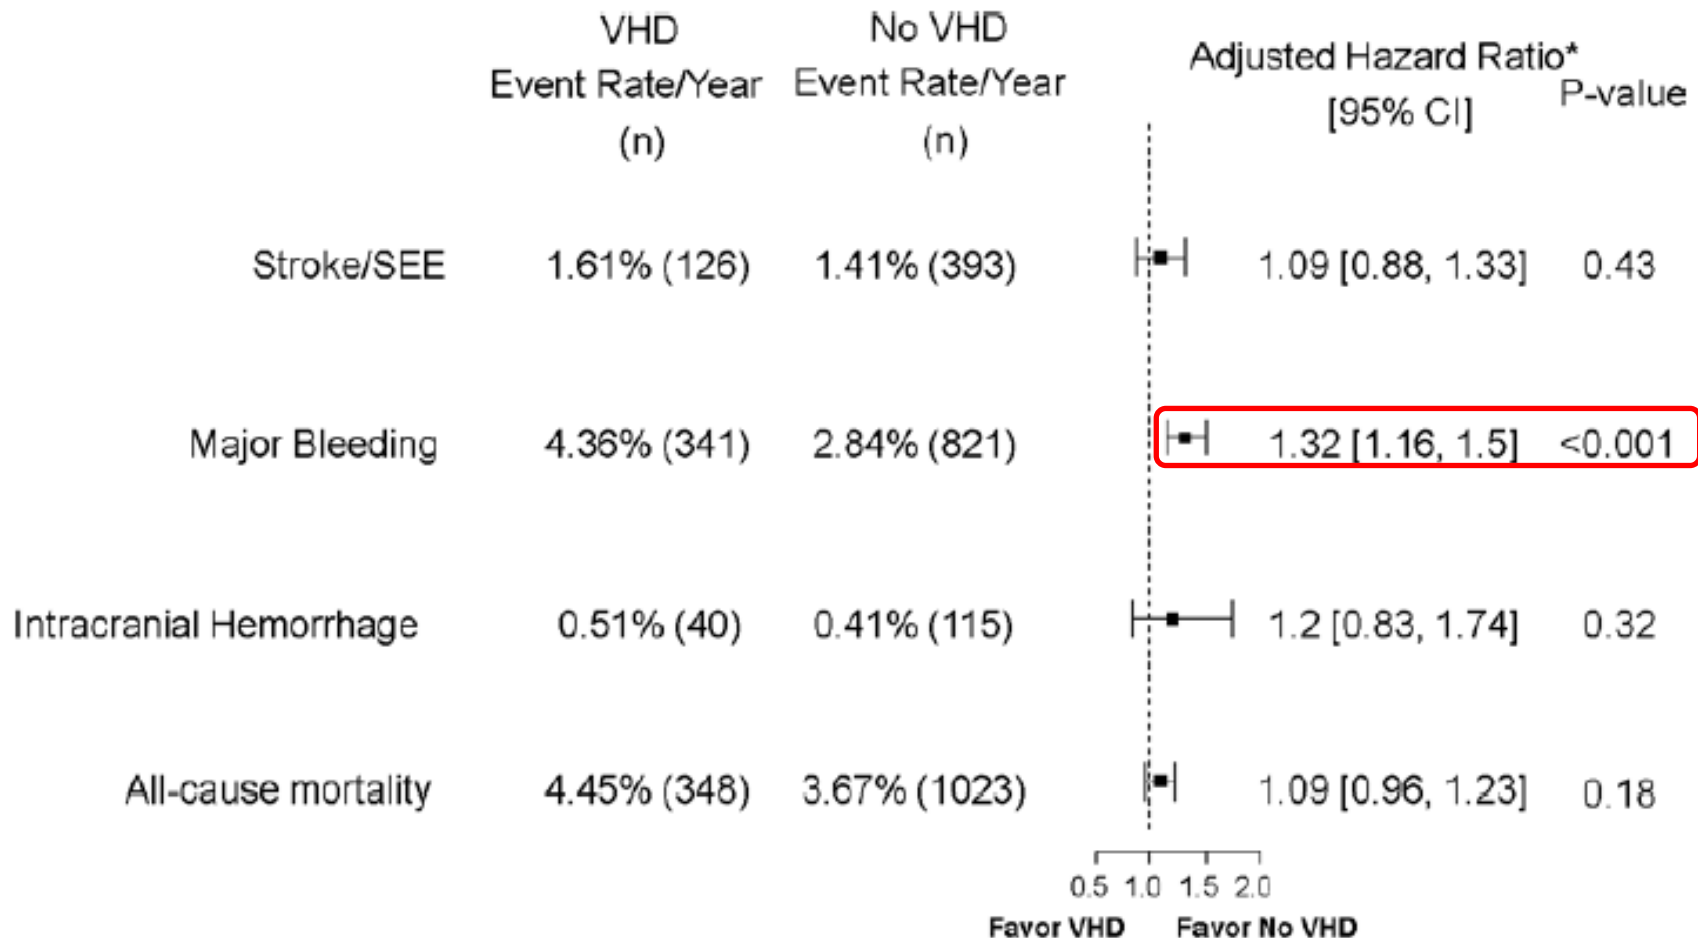 VHD
Event Rate/Year
(n)
No VHD
Event Rate/Year
(n)
Adjusted Hazard Ratio*
[95% CI]
P-value
Stroke/SEE 1.61% (126) 1.41% (393) 1.09 [0.88, 1.33] 0.43
Major Bleeding 4.36% (341) 2.84% (821) 1.32 [1.16, 1.5] <0.001
Intracranial Hemorrhage 0.51% (40) 0.41% (115) 1.2 [0.83, 1.74] 0.32
All-cause mortality 4.45% (348) 3.67% (1023) 1.09 [0.96, 1.23] 0.18
0.5 1.0 1.5 2.0
Favor VHD Favor No VHD